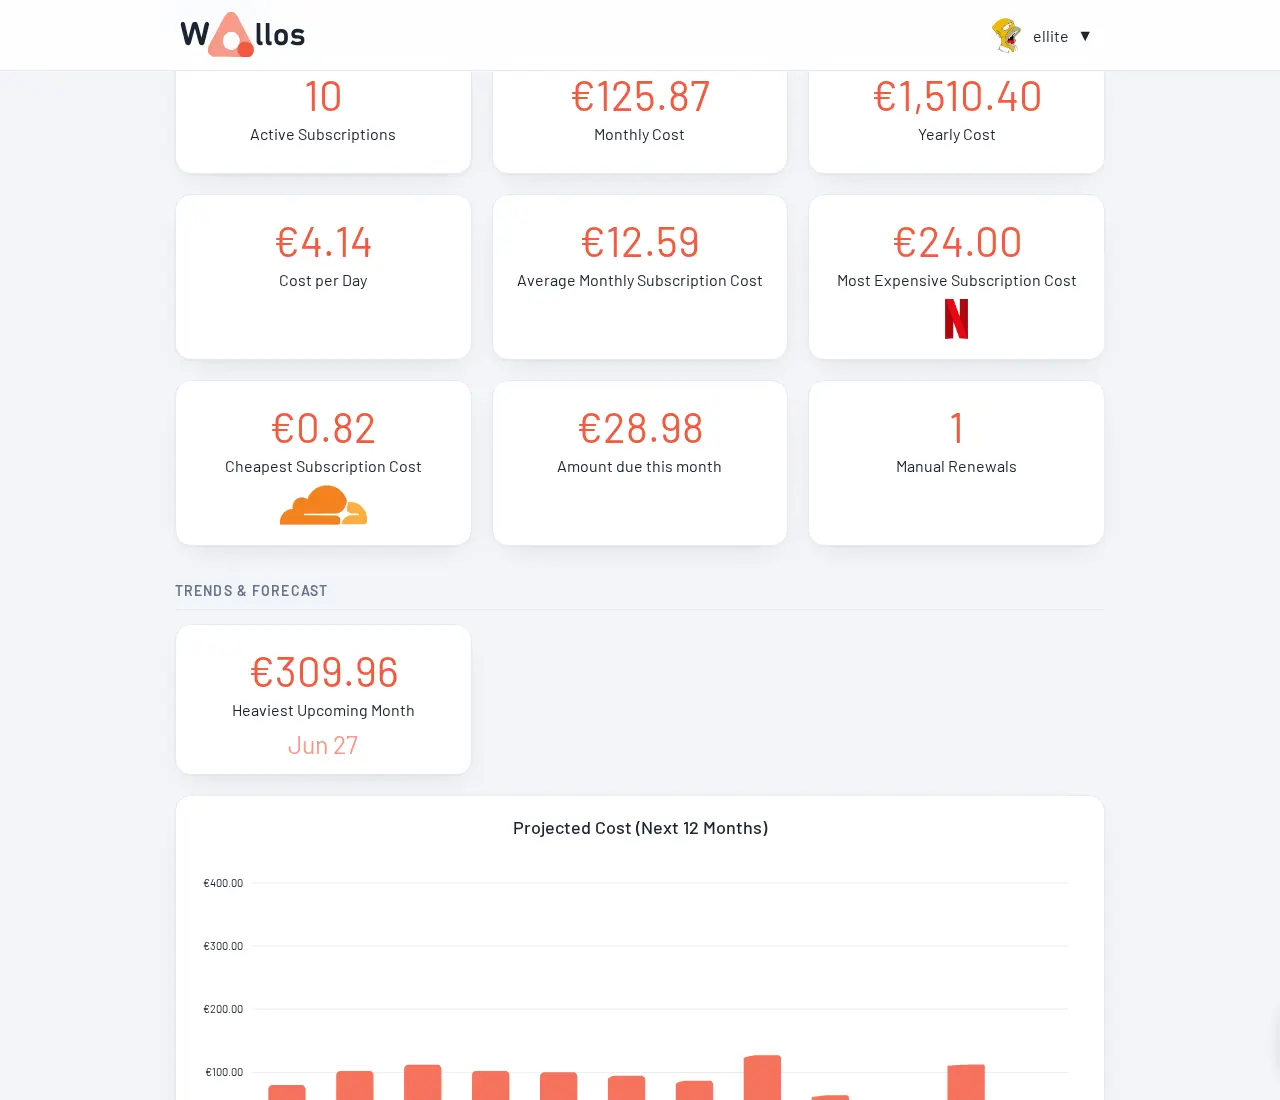 Wallos
ellite ▼
10
Active Subscriptions
€125.87
Monthly Cost
€1,510.40
Yearly Cost
€4.14
Cost per Day
€12.59
Average Monthly Subscription Cost
€24.00
Most Expensive Subscription Cost
N
€0.82
Cheapest Subscription Cost
€28.98
Amount due this month
1
Manual Renewals
TRENDS & FORECAST
€309.96
Heaviest Upcoming Month
Jun 27
Projected Cost (Next 12 Months)
€400.00
€300.00
€200.00
€100.00